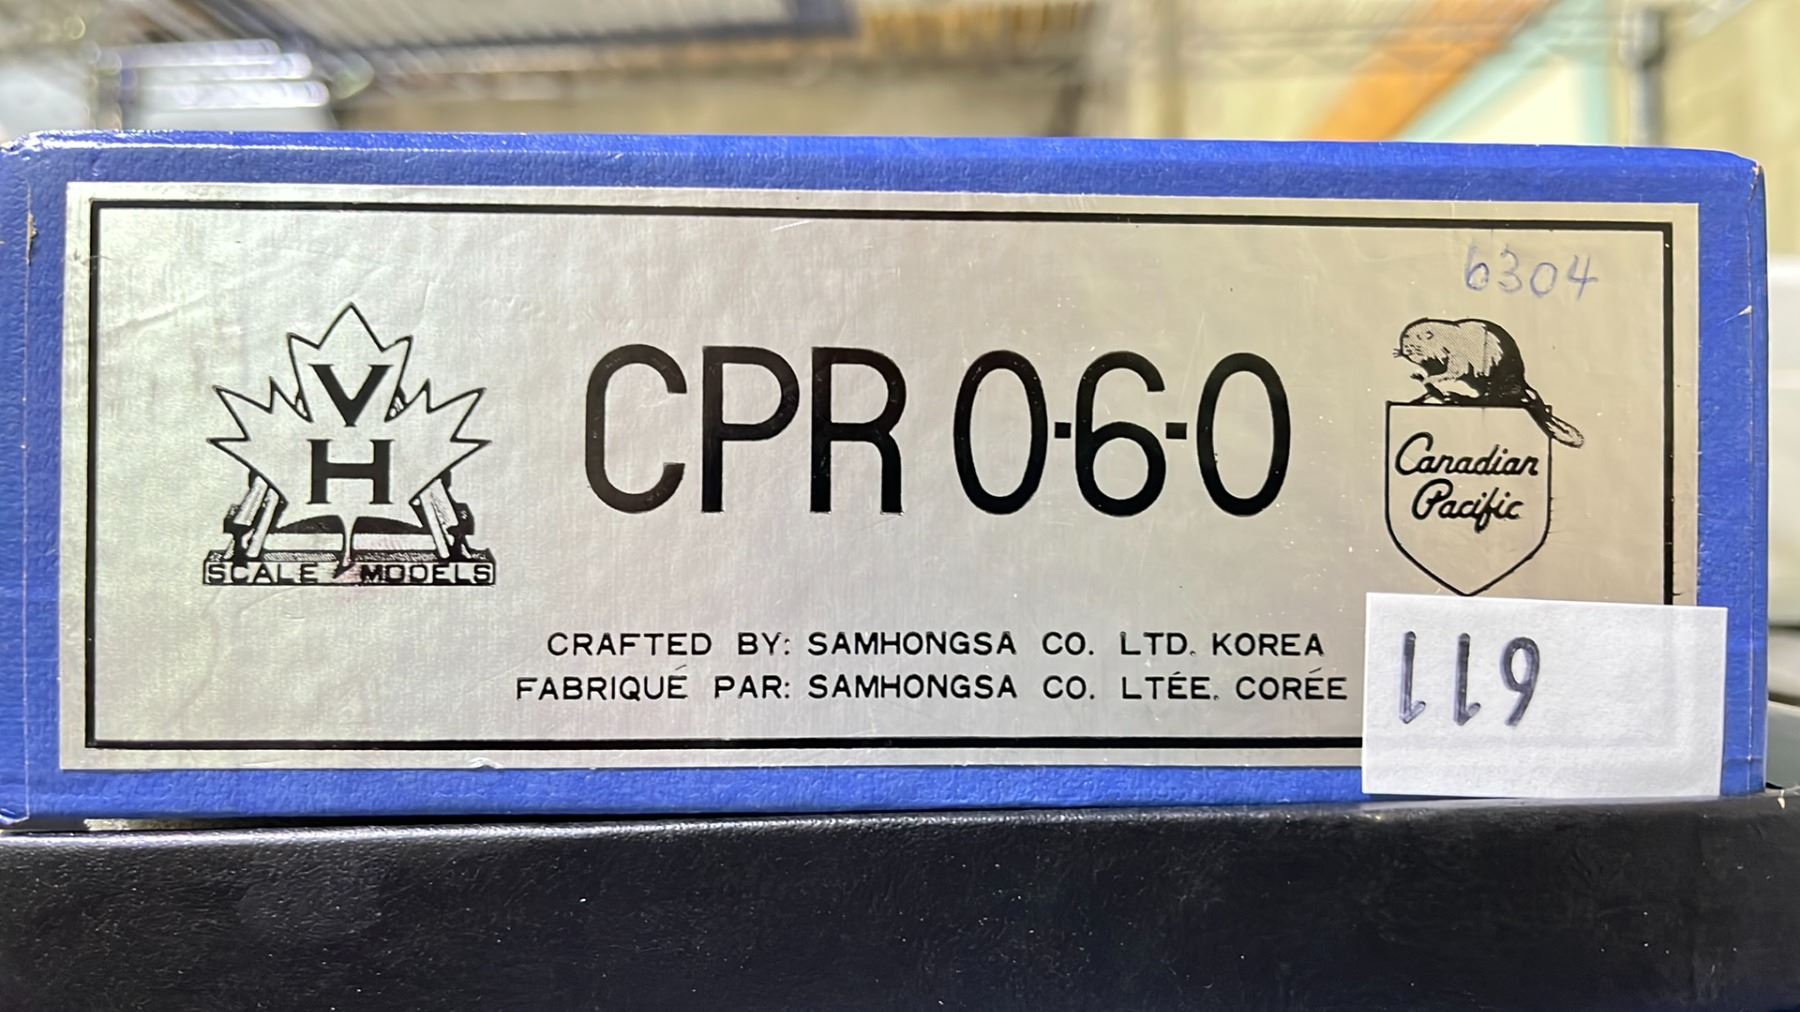 6304
V
H
SCALE MODELS
CPR 0-6-0
Canadian
Pacific
CRAFTED BY: SAMHONGSA CO. LTD. KOREA
FABRIQUÉ PAR: SAMHONGSA CO. LTÉE. CORÉE
611